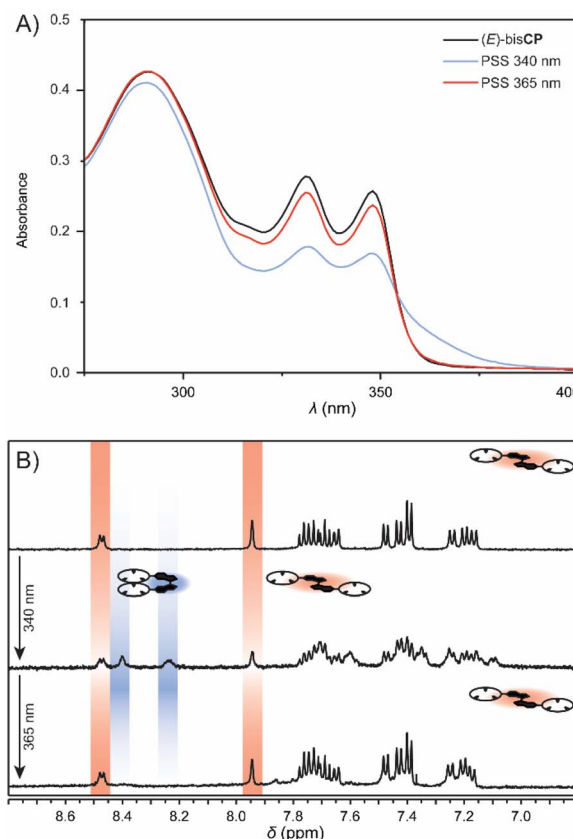 A)
0.5
0.4
0.3
0.2
0.1
0.0
Absorbance
(E)-bisCP
PSS 340 nm
PSS 365 nm
300
350
400
λ (nm)
B)
340 nm
365 nm
8.6
8.4
8.2
8.0
7.8
7.6
7.4
7.2
7.0
δ (ppm)